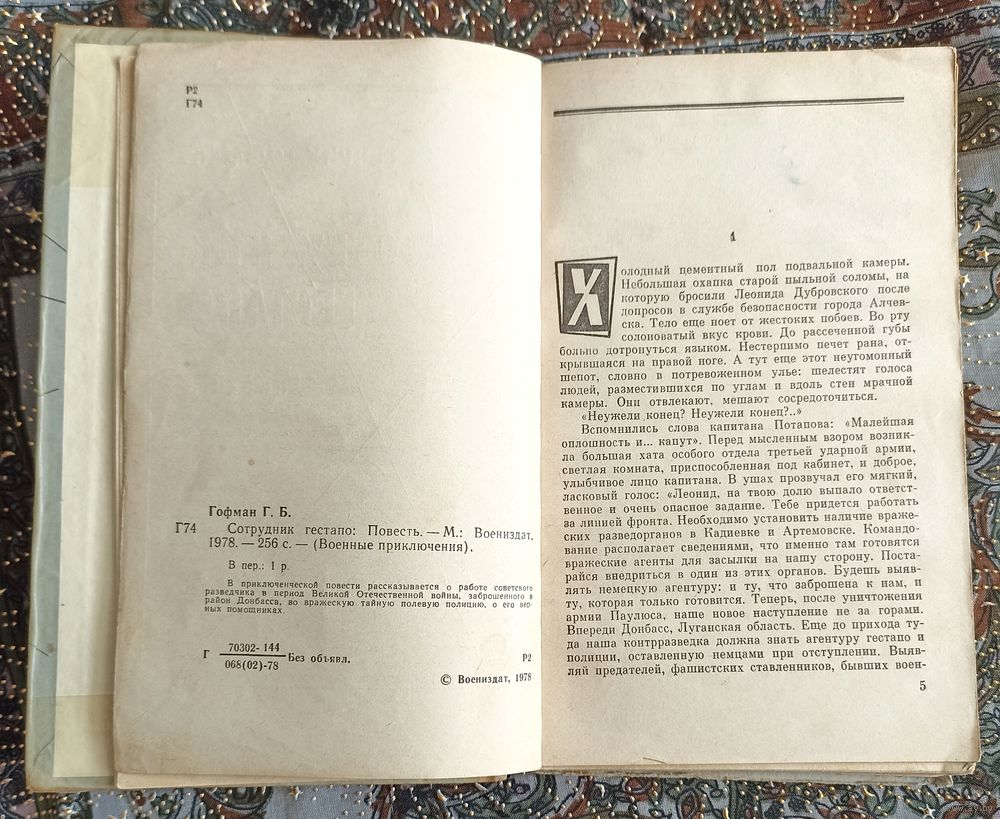 Р2
Г74
Гофман Г. Б.
Г74 Сотрудник гестапо: Повесть. — М.: Воениздат,
1978. — 256 с. — (Военные приключения).
В пер.: 1 р.
В приключенческой повести рассказывается о работе советского
разведчика в период Великой Отечественной войны, заброшенного в
район Донбасса, во вражескую тайную полевую полицию, о его вер-
ных помощниках.
Г 70302-144
068(02)-78 Без объявл.
Р2
© Воениздат, 1978
1
Холодный цементный пол подвальной камеры.
Небольшая охапка старой пыльной соломы, на
которую бросили Леонида Дубровского после
допросов в службе безопасности города Алчев-
ска. Тело еще ноет от жестоких побоев. Во рту
солоноватый вкус крови. До рассеченной губы
больно дотронуться языком. Нестерпимо печет рана, от-
крывшаяся на правой ноге. А тут еще этот неугомонный
шепот, словно в потревоженном улье: шелестят голоса
людей, разместившихся по углам и вдоль стен мрачной
камеры. Они отвлекают, мешают сосредоточиться.
«Неужели конец? Неужели конец?..»
Вспомнились слова капитана Потапова: «Малейшая
оплошность и... капут». Перед мысленным взором возник-
ла большая хата особого отдела третьей ударной армии,
светлая комната, приспособленная под кабинет, и доброе,
улыбчивое лицо капитана. В ушах прозвучал его мягкий,
ласковый голос: «Леонид, на твою долю выпало ответст-
венное и очень опасное задание. Тебе придется работать
за линией фронта. Необходимо установить наличие враже-
ских разведорганов в Кадиевке и Артемовске. Командо-
вание располагает сведениями, что именно там готовятся
вражеские агенты для засылки на нашу сторону. Поста-
райся внедриться в один из этих органов. Будешь выяв-
лять немецкую агентуру: и ту, что заброшена к нам, и
ту, которая только готовится. Теперь, после уничтожения
армии Паулюса, наше новое наступление не за горами.
Впереди Донбасс, Луганская область. Еще до прихода ту-
да наша контрразведка должна знать агентуру гестапо и
полиции, оставленную немцами при отступлении. Выяв-
ляй предателей, фашистских ставленников, бывших воен-
5